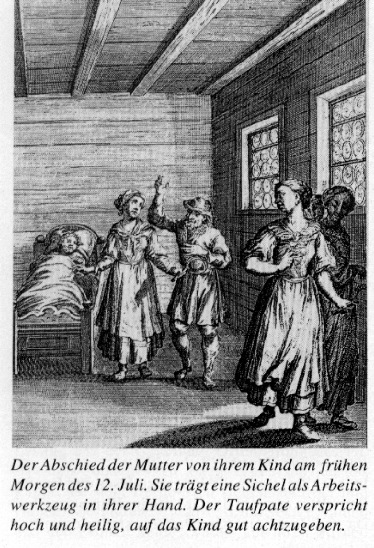 Der Abschied der Mutter von ihrem Kind am frühen
Morgen des 12. Juli. Sie trägt eine Sichel als Arbeits-
werkzeug in ihrer Hand. Der Taufpate verspricht
hoch und heilig, auf das Kind gut achtzugeben.